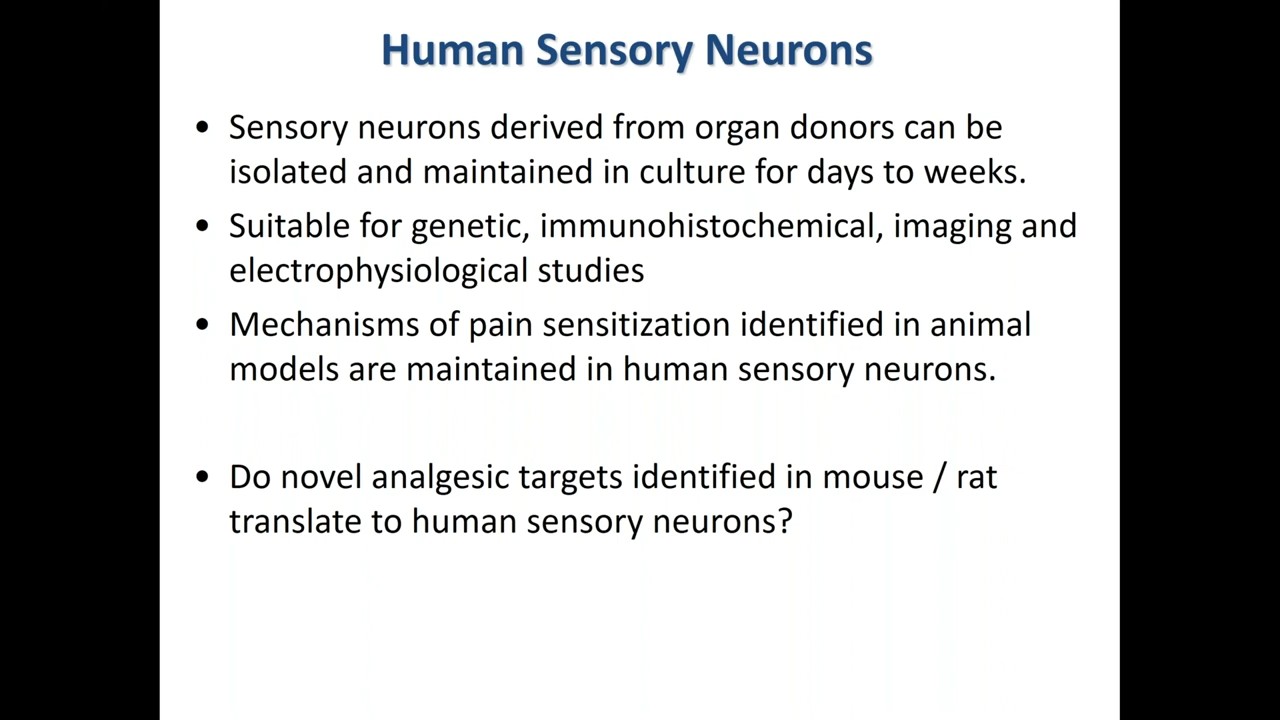 Human Sensory Neurons
• Sensory neurons derived from organ donors can be
isolated and maintained in culture for days to weeks.
• Suitable for genetic, immunohistochemical, imaging and
electrophysiological studies
• Mechanisms of pain sensitization identified in animal
models are maintained in human sensory neurons.
• Do novel analgesic targets identified in mouse / rat
translate to human sensory neurons?